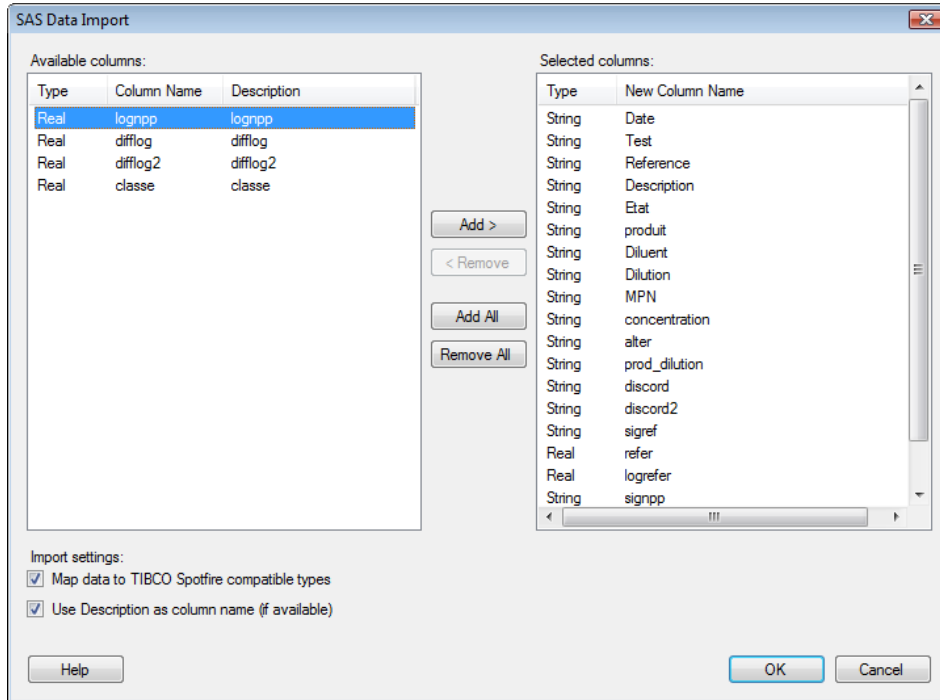 SAS Data Import
Available columns:
Type Column Name Description
Real lognpp lognpp
Real difflog difflog
Real difflog2 difflog2
Real classe classe
Add >
< Remove
Add All
Remove All
Selected columns:
Type New Column Name
String Date
String Test
String Reference
String Description
String Etat
String produit
String Diluent
String Dilution
String MPN
String concentration
String alter
String prod_dilution
String discord
String discord2
String sigref
Real refer
Real logrefer
String signpp
Import settings:
Map data to TIBCO Spotfire compatible types
Use Description as column name (if available)
Help
OK
Cancel